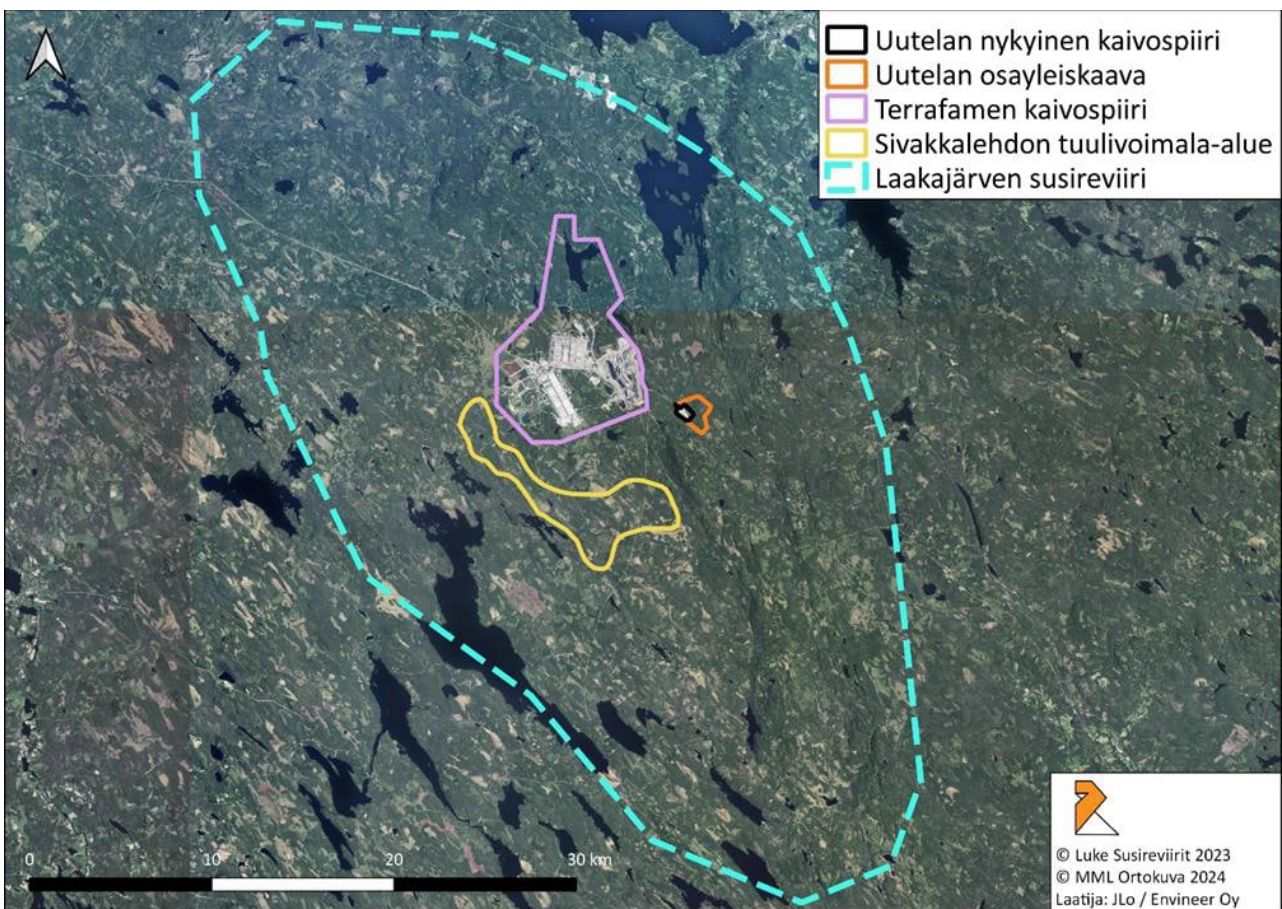 Uutelan nykyinen kaivospiiri
Uutelan osayleiskaava
Terrafamen kaivospiiri
Sivakkalehdon tuulivoimala-alue
Laakajärven susireviiri
0 10 20 30 km
© Luke Susireviirit 2023
© MML Ortokuva 2024
Laatija: JLo / Envineer Oy